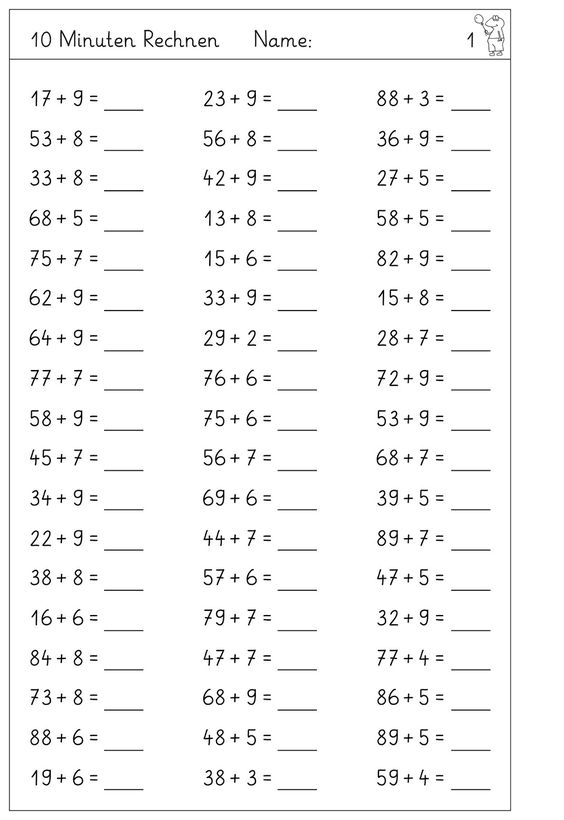 10 Minuten Rechnen Name: 1
17 + 9 = ____ 23 + 9 = ____ 88 + 3 = ____
53 + 8 = ____ 56 + 8 = ____ 36 + 9 = ____
33 + 8 = ____ 42 + 9 = ____ 27 + 5 = ____
68 + 5 = ____ 13 + 8 = ____ 58 + 5 = ____
75 + 7 = ____ 15 + 6 = ____ 82 + 9 = ____
62 + 9 = ____ 33 + 9 = ____ 15 + 8 = ____
64 + 9 = ____ 29 + 2 = ____ 28 + 7 = ____
77 + 7 = ____ 76 + 6 = ____ 72 + 9 = ____
58 + 9 = ____ 75 + 6 = ____ 53 + 9 = ____
45 + 7 = ____ 56 + 7 = ____ 68 + 7 = ____
34 + 9 = ____ 69 + 6 = ____ 39 + 5 = ____
22 + 9 = ____ 44 + 7 = ____ 89 + 7 = ____
38 + 8 = ____ 57 + 6 = ____ 47 + 5 = ____
16 + 6 = ____ 79 + 7 = ____ 32 + 9 = ____
84 + 8 = ____ 47 + 7 = ____ 77 + 4 = ____
73 + 8 = ____ 68 + 9 = ____ 86 + 5 = ____
88 + 6 = ____ 48 + 5 = ____ 89 + 5 = ____
19 + 6 = ____ 38 + 3 = ____ 59 + 4 = ____